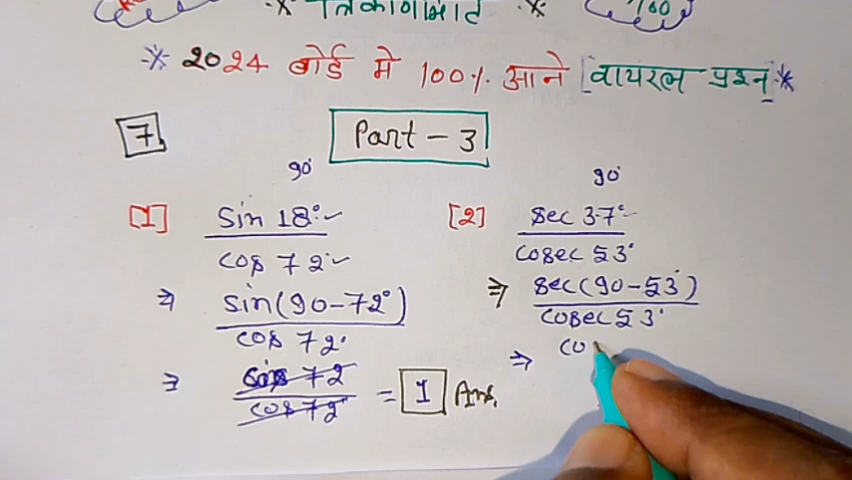 त्रिकोणमिति
* 2024 बोर्ड मे 100% आने [वायरल प्रश्न] *
7 Part - 3
90° 90°
[1] sin 18° [2] sec 37°
cos 72° cosec 53°
⇒ sin(90-72°) ⇒ sec(90-53°)
cos 72° cosec 53°
⇒ cos 72 ⇒ co
cos 72° = 1 Ans.